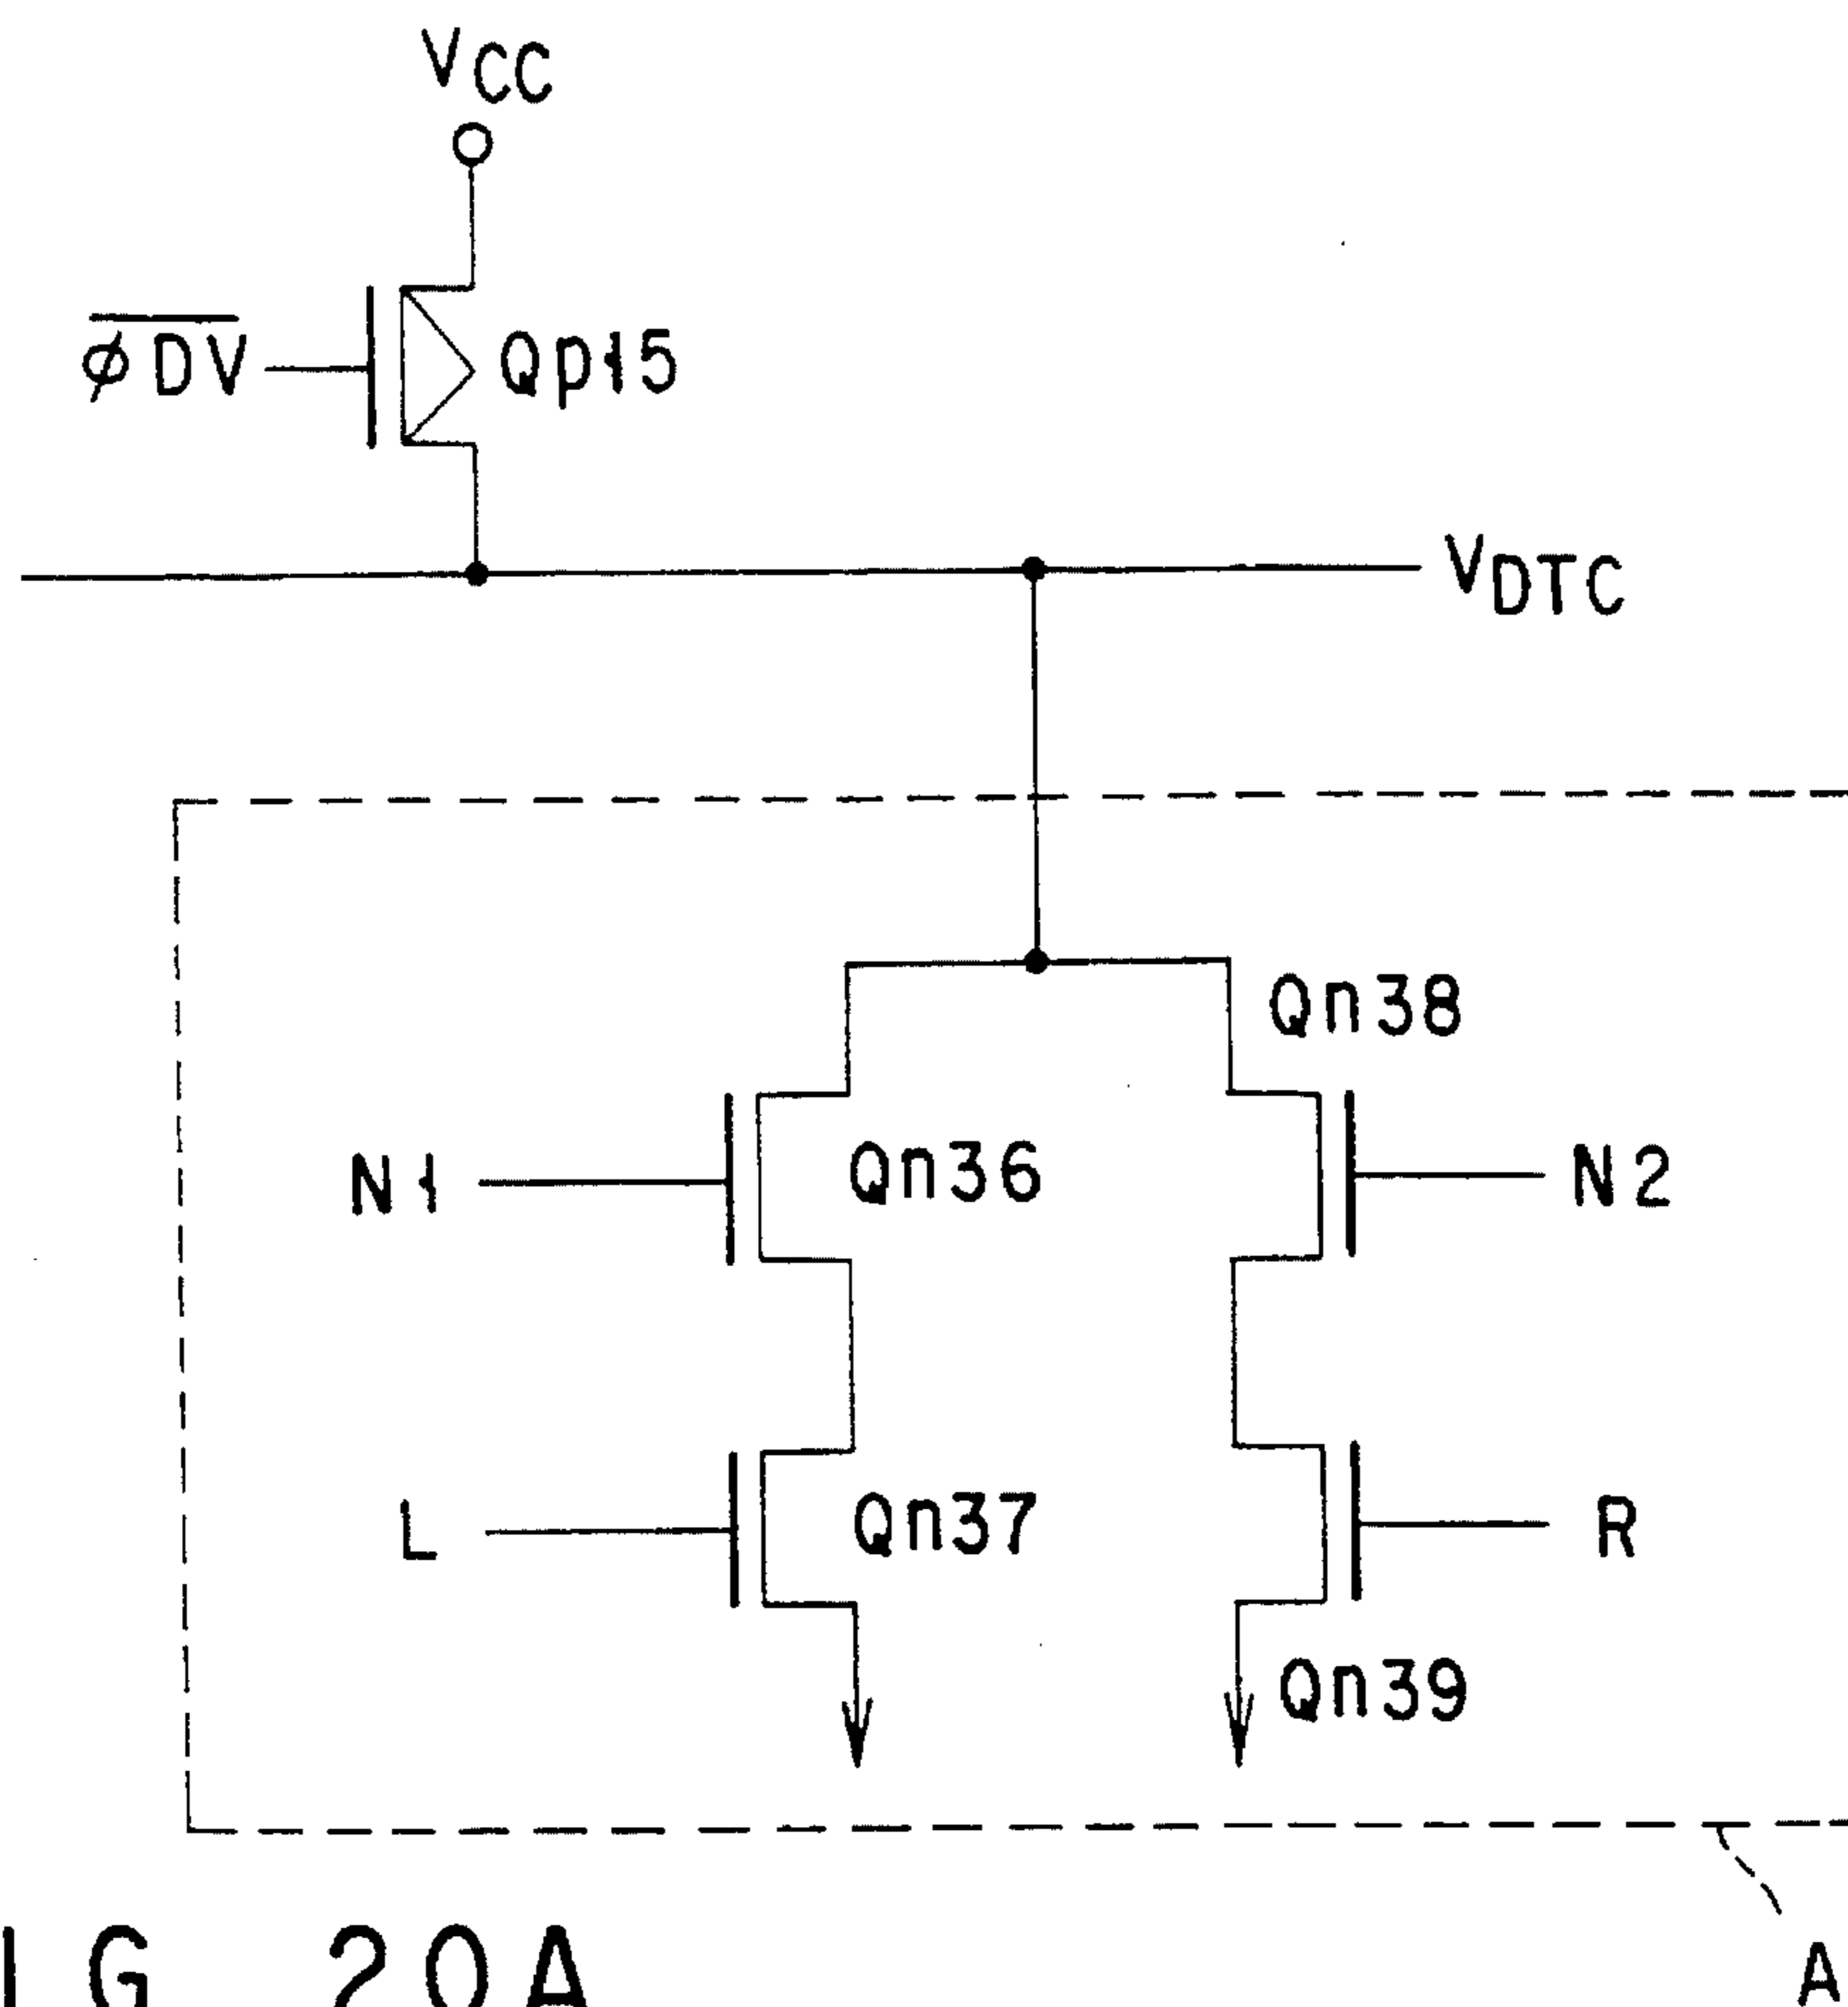 VCC
φDV
Qp15
VDTC
Qn38
N1
Qn36
N2
L
Qn37
R
Qn39
IG 20A
A